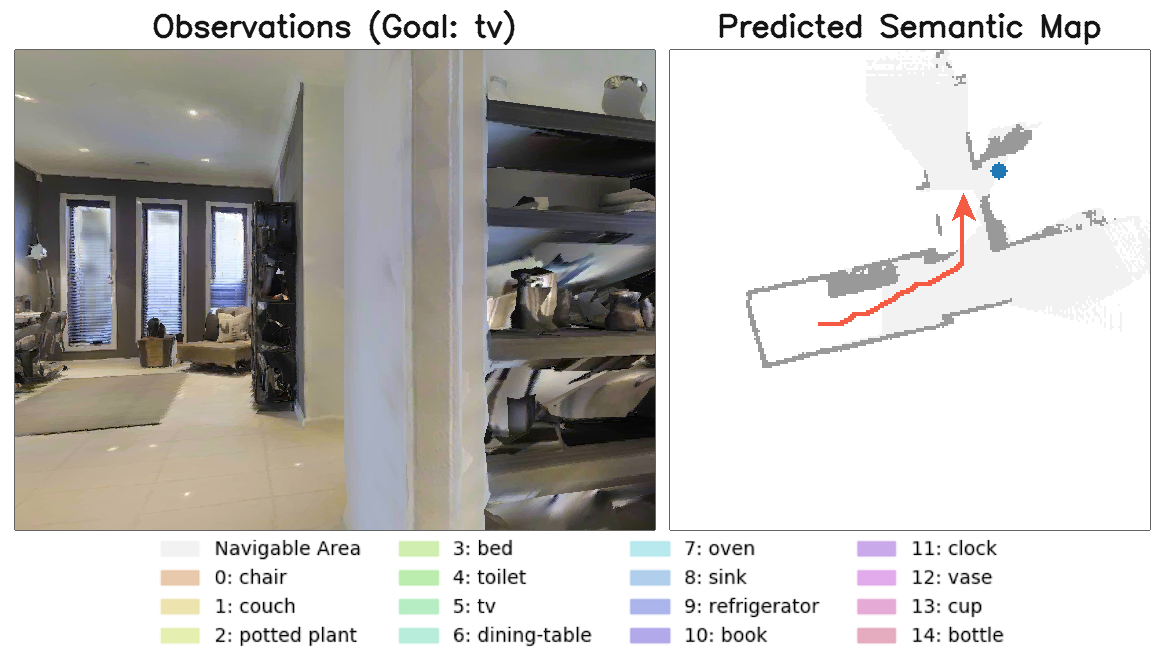 Observations (Goal: tv)
Predicted Semantic Map
Navigable Area
0: chair
1: couch
2: potted plant
3: bed
4: toilet
5: tv
6: dining-table
7: oven
8: sink
9: refrigerator
10: book
11: clock
12: vase
13: cup
14: bottle